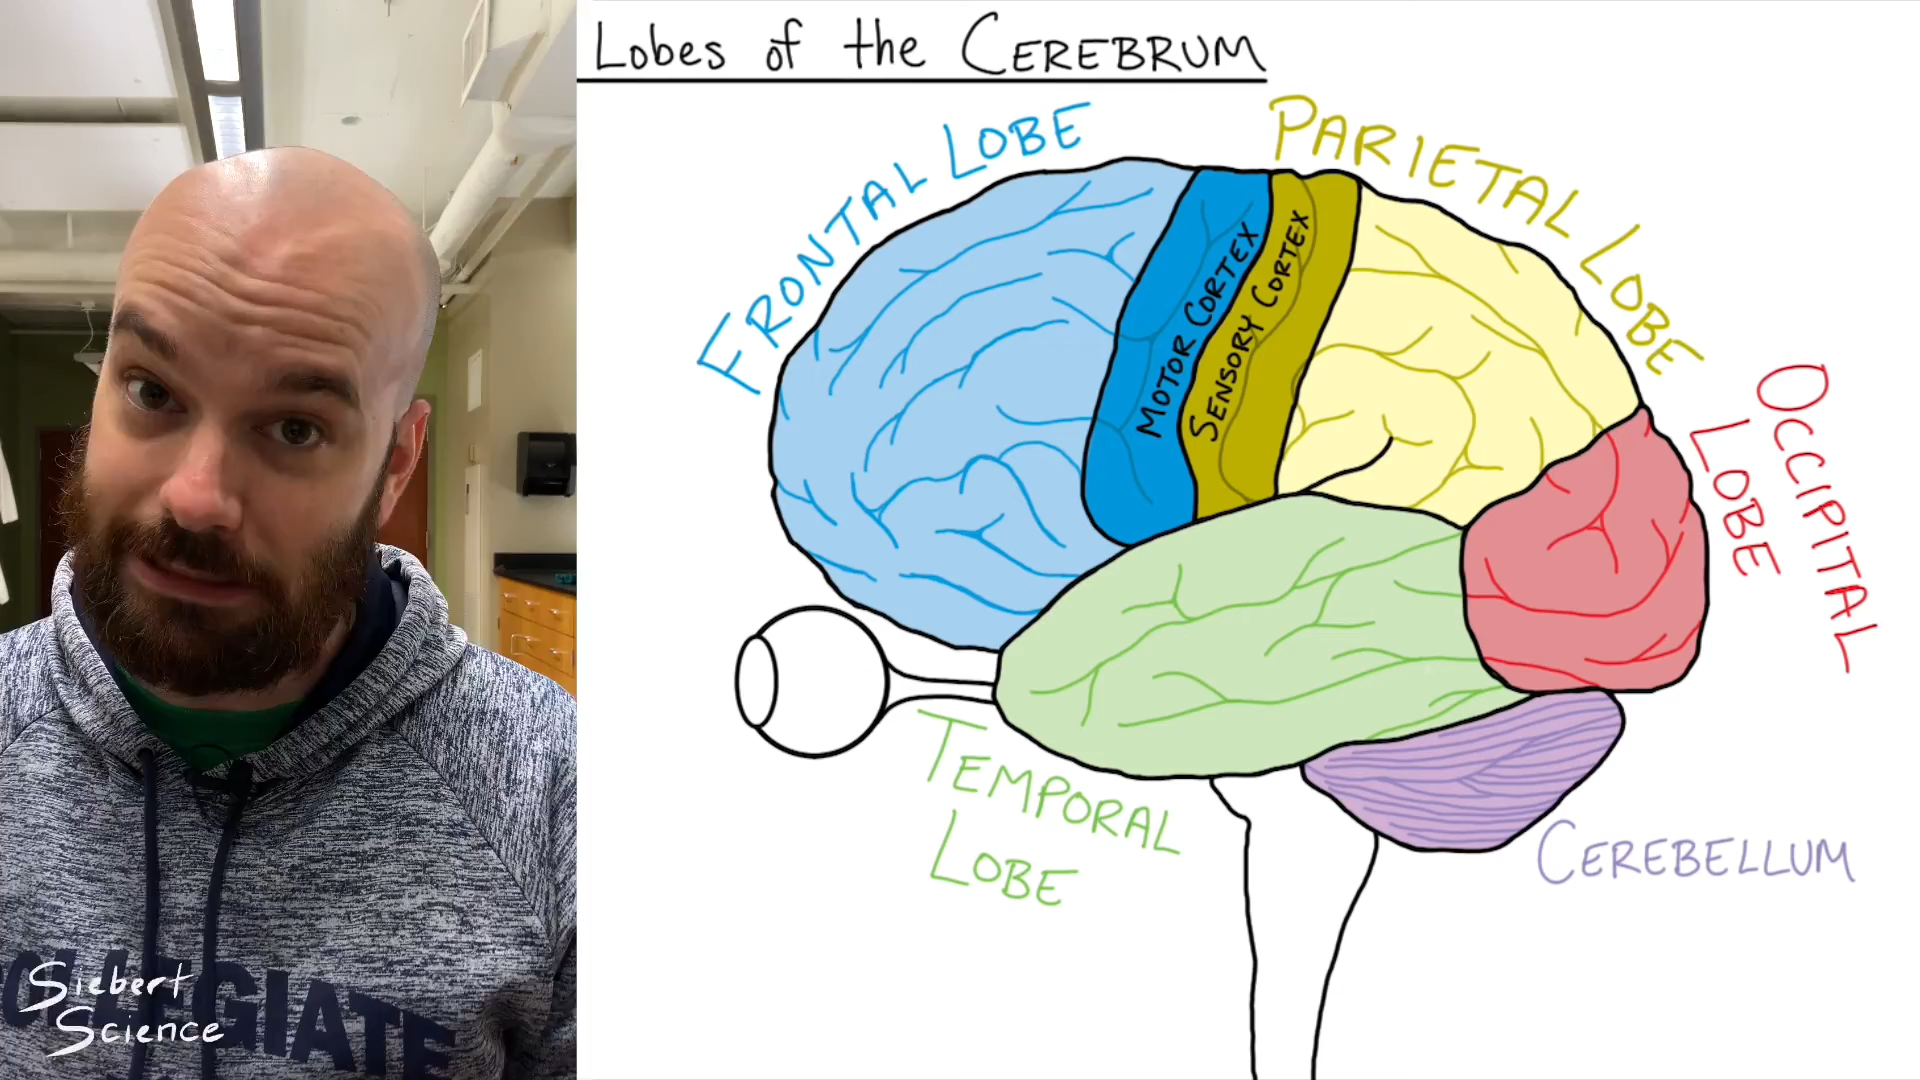 Lobes of the CEREBRUM
FRONTAL LOBE
PARIETAL LOBE
MOTOR CORTEX
SENSORY CORTEX
OCCIPITAL
LOBE
TEMPORAL
LOBE
CEREBELLUM
COLLEGIATE
Siebert
Science